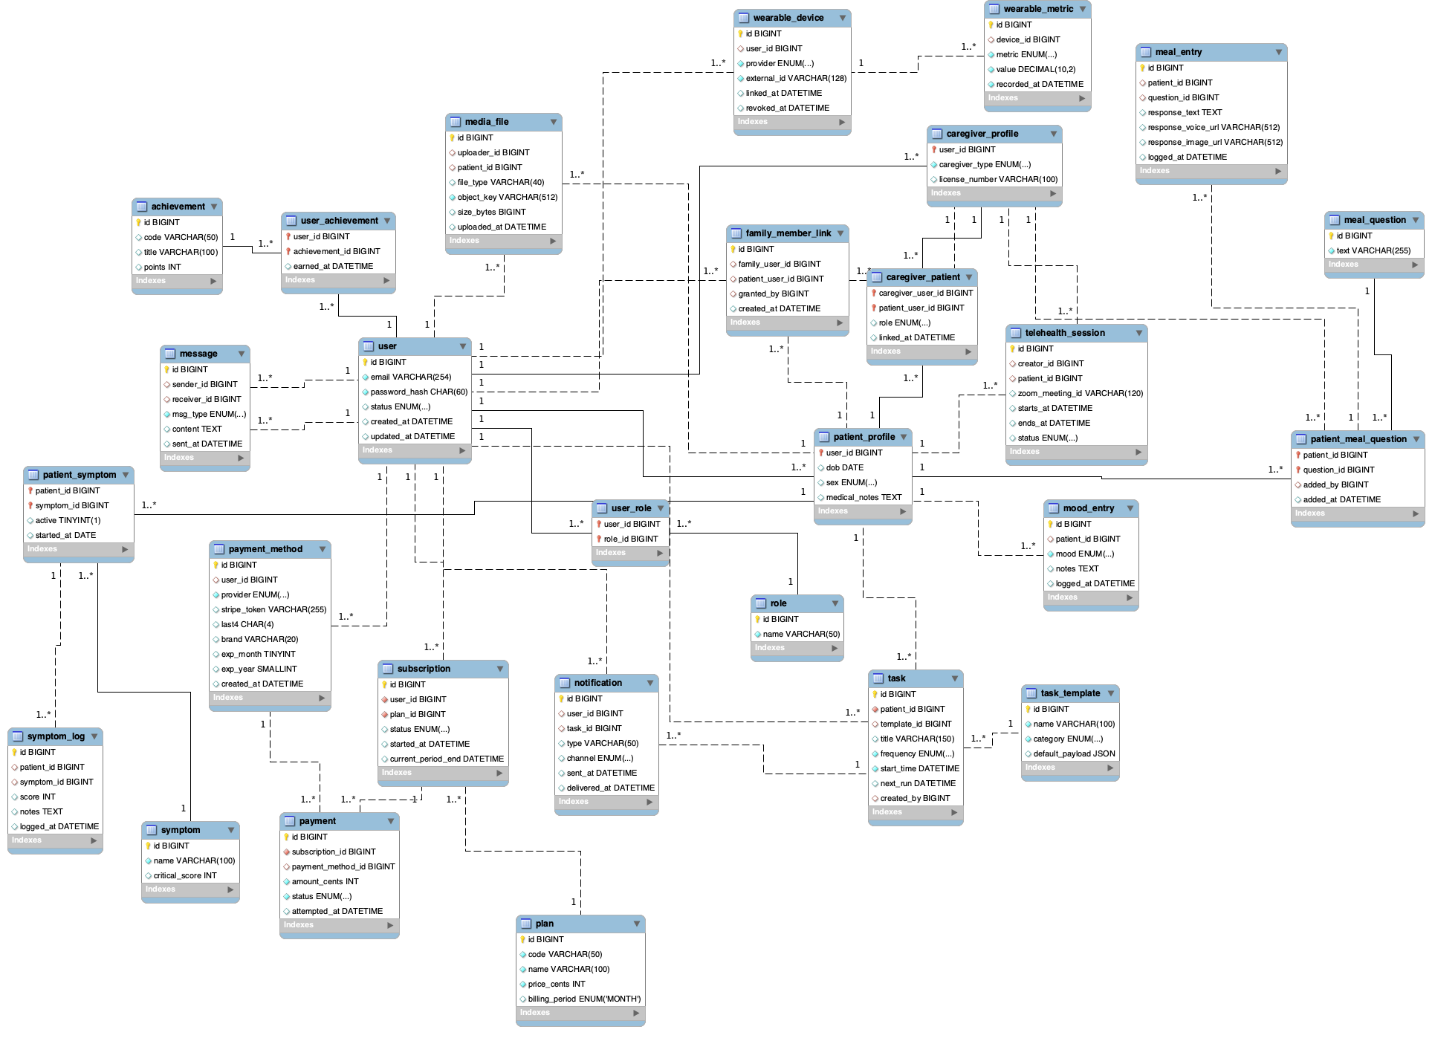 wearable_device
id BIGINT
user_id BIGINT
provider ENUM(...)
external_id VARCHAR(128)
linked_at DATETIME
revoked_at DATETIME
Indexes
wearable_metric
id BIGINT
device_id BIGINT
metric ENUM(...)
value DECIMAL(10,2)
recorded_at DATETIME
Indexes
meal_entry
id BIGINT
patient_id BIGINT
question_id BIGINT
response_text TEXT
response_voice_url VARCHAR(512)
response_image_url VARCHAR(512)
logged_at DATETIME
Indexes
media_file
id BIGINT
uploader_id BIGINT
patient_id BIGINT
file_type VARCHAR(40)
object_key VARCHAR(512)
size_bytes BIGINT
uploaded_at DATETIME
Indexes
caregiver_profile
user_id BIGINT
caregiver_type ENUM(...)
license_number VARCHAR(100)
Indexes
achievement
id BIGINT
code VARCHAR(50)
title VARCHAR(100)
points INT
Indexes
user_achievement
user_id BIGINT
achievement_id BIGINT
earned_at DATETIME
Indexes
family_member_link
id BIGINT
family_user_id BIGINT
patient_user_id BIGINT
granted_by BIGINT
created_at DATETIME
Indexes
caregiver_patient
caregiver_user_id BIGINT
patient_user_id BIGINT
role ENUM(...)
linked_at DATETIME
Indexes
meal_question
id BIGINT
text VARCHAR(255)
Indexes
message
id BIGINT
sender_id BIGINT
receiver_id BIGINT
msg_type ENUM(...)
content TEXT
sent_at DATETIME
Indexes
user
id BIGINT
email VARCHAR(254)
password_hash CHAR(60)
status ENUM(...)
created_at DATETIME
updated_at DATETIME
Indexes
telehealth_session
id BIGINT
creator_id BIGINT
patient_id BIGINT
zoom_meeting_id VARCHAR(120)
starts_at DATETIME
ends_at DATETIME
status ENUM(...)
Indexes
patient_profile
user_id BIGINT
dob DATE
sex ENUM(...)
medical_notes TEXT
Indexes
patient_meal_question
patient_id BIGINT
question_id BIGINT
added_by BIGINT
added_at DATETIME
Indexes
patient_symptom
patient_id BIGINT
symptom_id BIGINT
active TINYINT(1)
started_at DATE
Indexes
user_role
user_id BIGINT
role_id BIGINT
Indexes
mood_entry
id BIGINT
patient_id BIGINT
mood ENUM(...)
notes TEXT
logged_at DATETIME
Indexes
payment_method
id BIGINT
user_id BIGINT
provider ENUM(...)
stripe_token VARCHAR(255)
last4 CHAR(4)
brand VARCHAR(20)
exp_month TINYINT
exp_year SMALLINT
created_at DATETIME
Indexes
role
id BIGINT
name VARCHAR(50)
Indexes
subscription
id BIGINT
user_id BIGINT
plan_id BIGINT
status ENUM(...)
started_at DATETIME
current_period_end DATETIME
Indexes
notification
id BIGINT
user_id BIGINT
task_id BIGINT
type VARCHAR(50)
channel ENUM(...)
sent_at DATETIME
delivered_at DATETIME
Indexes
task
id BIGINT
patient_id BIGINT
template_id BIGINT
title VARCHAR(150)
frequency ENUM(...)
start_time DATETIME
next_run DATETIME
created_by BIGINT
Indexes
task_template
id BIGINT
name VARCHAR(100)
category ENUM(...)
default_payload JSON
Indexes
symptom_log
id BIGINT
patient_id BIGINT
symptom_id BIGINT
score INT
notes TEXT
logged_at DATETIME
Indexes
symptom
id BIGINT
name VARCHAR(100)
critical_score INT
Indexes
payment
id BIGINT
subscription_id BIGINT
payment_method_id BIGINT
amount_cents INT
status ENUM(...)
attempted_at DATETIME
Indexes
plan
id BIGINT
code VARCHAR(50)
name VARCHAR(100)
price_cents INT
billing_period ENUM('MONTH')
Indexes